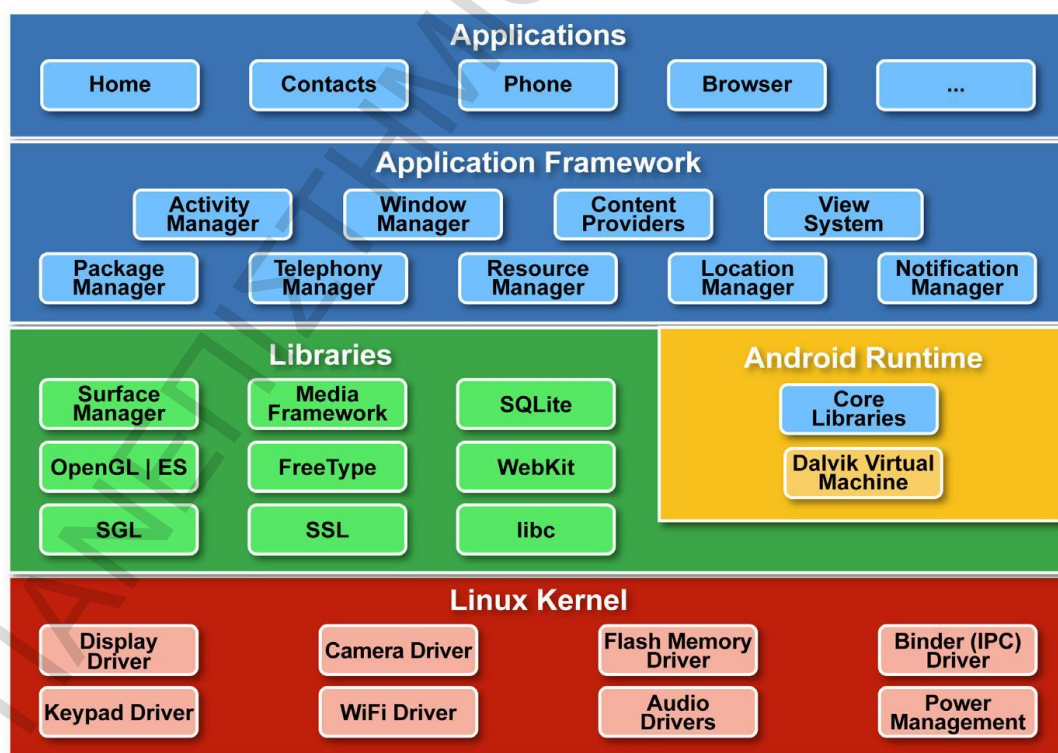 Applications
Home
Contacts
Phone
Browser
...
Application Framework
Activity
Manager
Window
Manager
Content
Providers
View
System
Package
Manager
Telephony
Manager
Resource
Manager
Location
Manager
Notification
Manager
Libraries
Surface
Manager
Media
Framework
SQLite
OpenGL | ES
FreeType
WebKit
SGL
SSL
libc
Android Runtime
Core
Libraries
Dalvik Virtual
Machine
Linux Kernel
Display
Driver
Camera Driver
Flash Memory
Driver
Binder (IPC)
Driver
Keypad Driver
WiFi Driver
Audio
Drivers
Power
Management